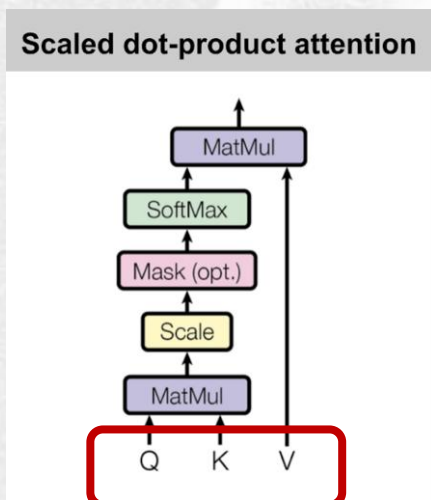 Scaled dot-product attention
MatMul
SoftMax
Mask (opt.)
Scale
MatMul
Q K V